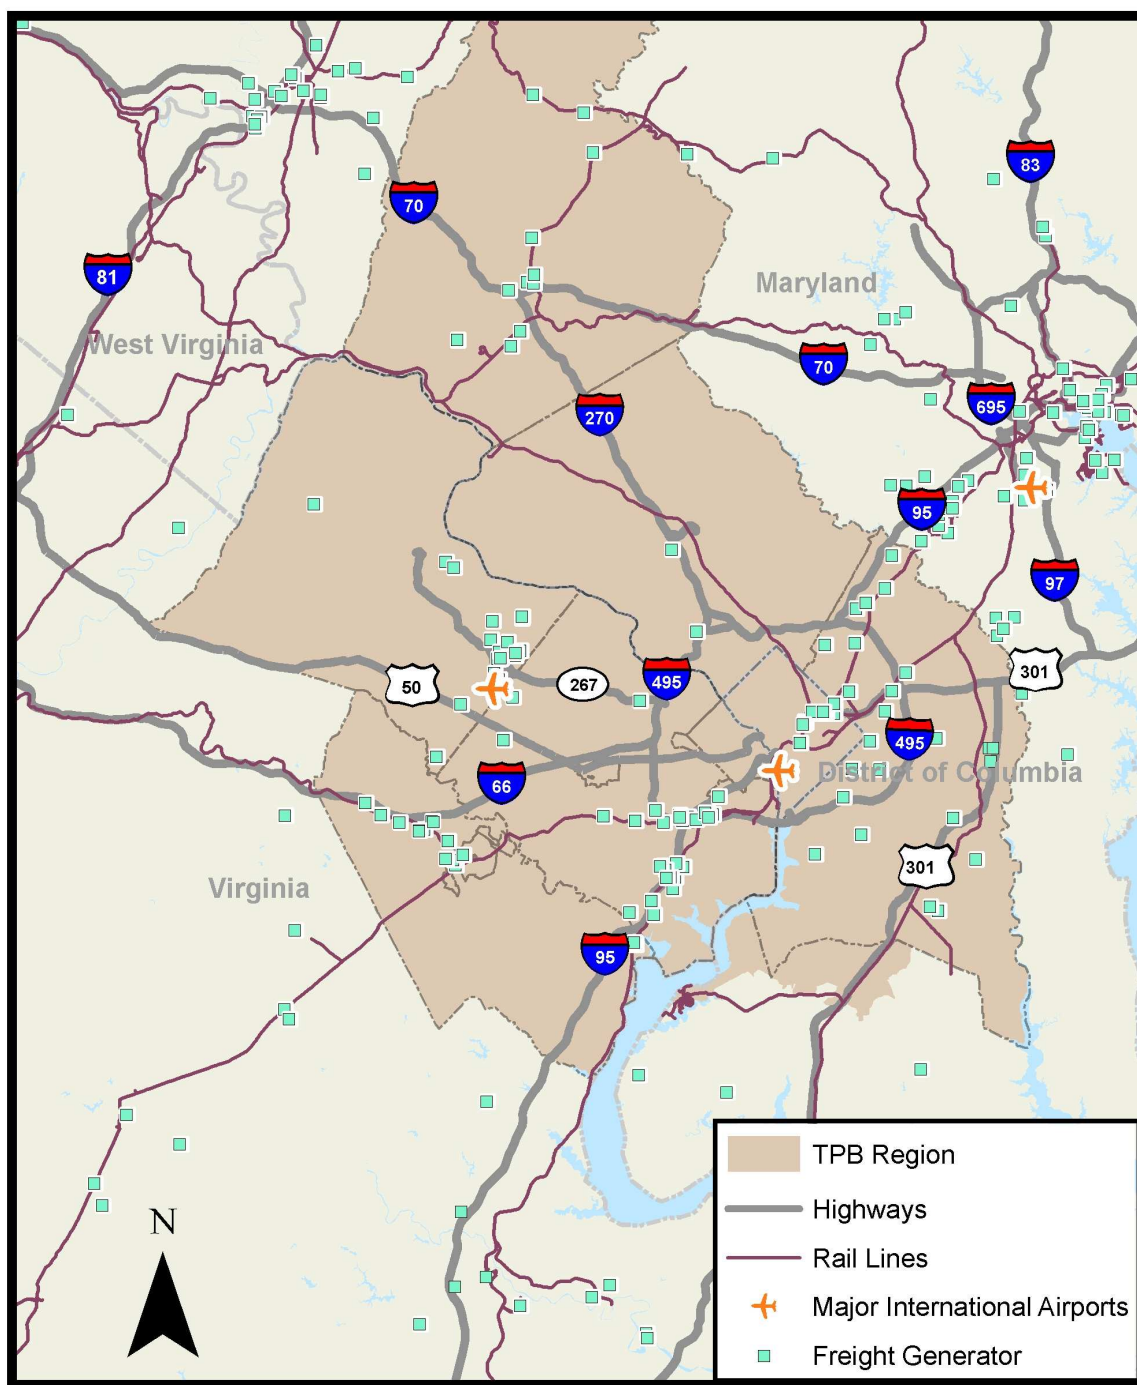 83
70
81
Maryland
West Virginia
70
695
270
95
97
301
50
267
495
495
District of Columbia
66
301
Virginia
95
N
TPB Region
Highways
Rail Lines
Major International Airports
Freight Generator